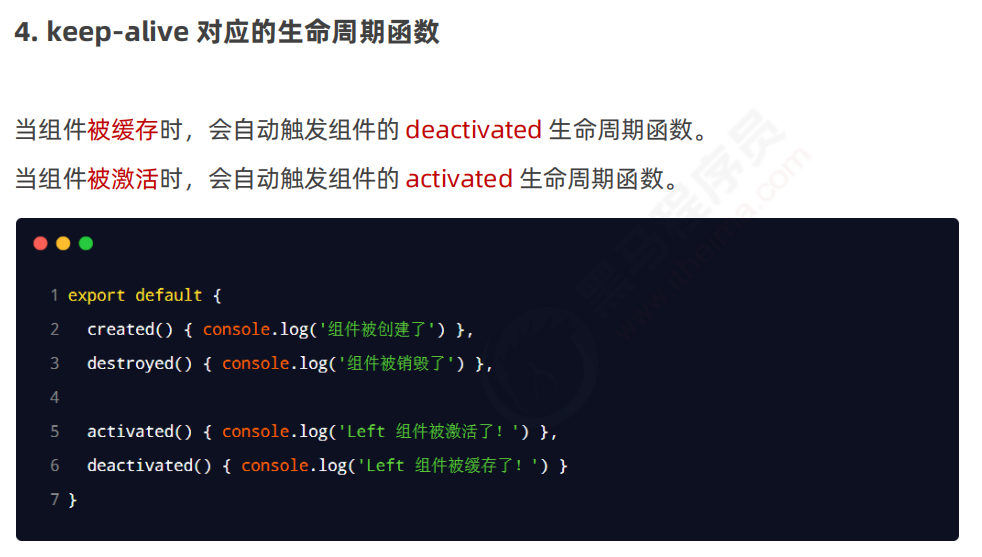 4. keep-alive 对应的生命周期函数
当组件被缓存时，会自动触发组件的 deactivated 生命周期函数。
当组件被激活时，会自动触发组件的 activated 生命周期函数。
1 export default {
2 created() { console.log('组件被创建了') },
3 destroyed() { console.log('组件被销毁了') },
4
5 activated() { console.log('Left 组件被激活了！') },
6 deactivated() { console.log('Left 组件被缓存了！') }
7 }
黑马程序员